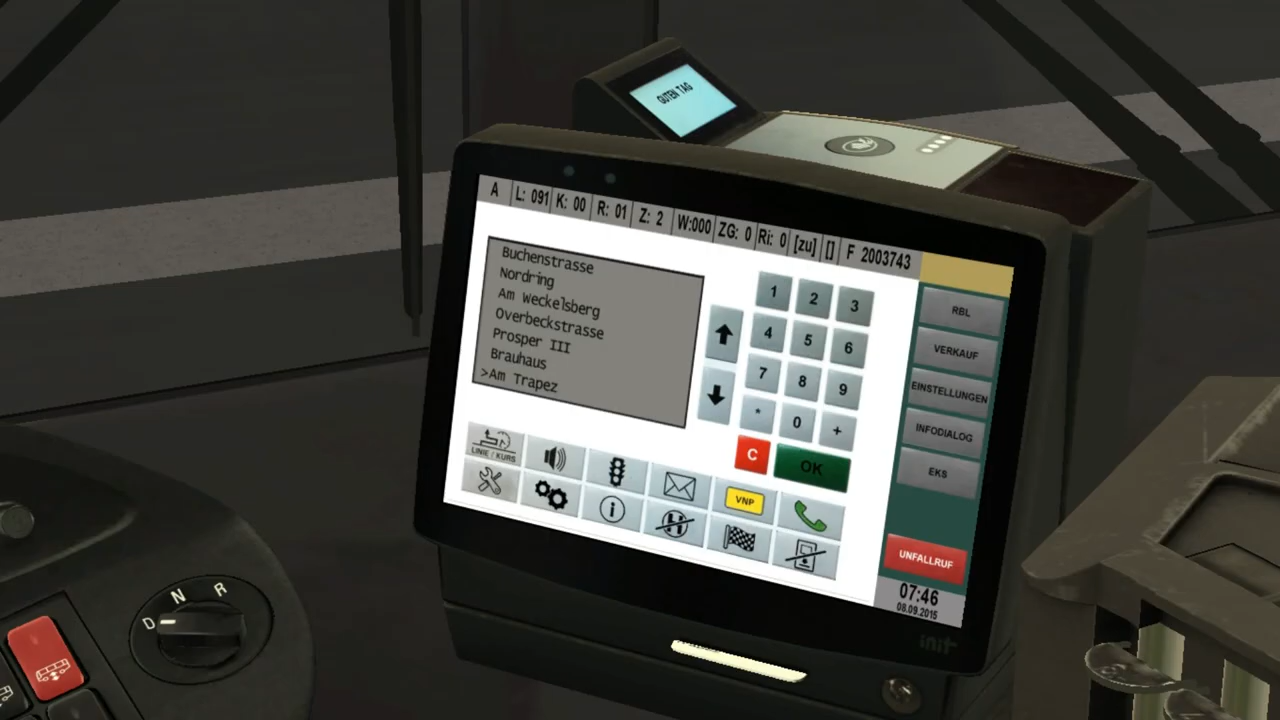 GUTEN TAG
A L: 091 K: 00 R: 01 Z: 2 W:000 ZG: 0 Ri: 0 [zu] [] F 2003743
Buchenstrasse
Nordring
Am Weckelsberg
Overbeckstrasse
Prosper III
Brauhaus
>Am Trapez
1 2 3
4 5 6
7 8 9
* 0 +
C OK
LINIE / KURS
VNP
RBL
VERKAUF
EINSTELLUNGEN
INFODIALOG
EKS
UNFALLRUF
07:46
08.09.2015
init
D N R